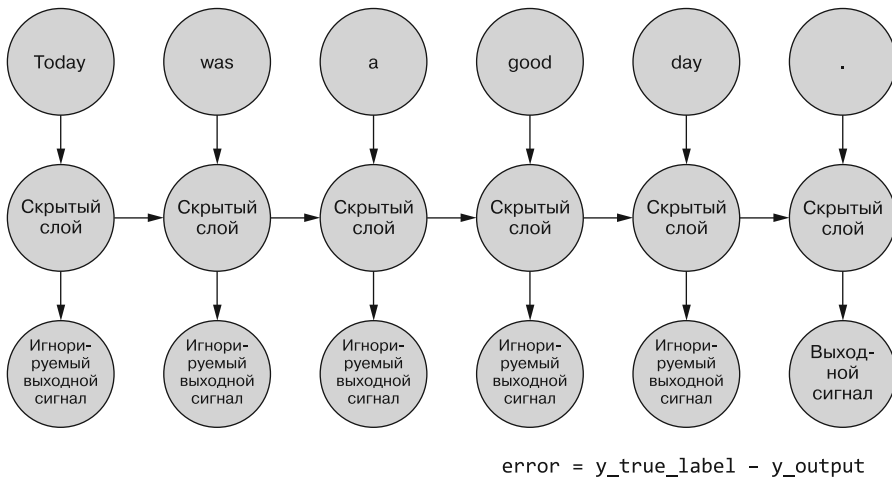 Today
was
a
good
day
.
Скрытый
слой
Скрытый
слой
Скрытый
слой
Скрытый
слой
Скрытый
слой
Скрытый
слой
Игнори-
руемый
выходной
сигнал
Игнори-
руемый
выходной
сигнал
Игнори-
руемый
выходной
сигнал
Игнори-
руемый
выходной
сигнал
Игнори-
руемый
выходной
сигнал
Выход-
ной
сигнал
error = y_true_label – y_output